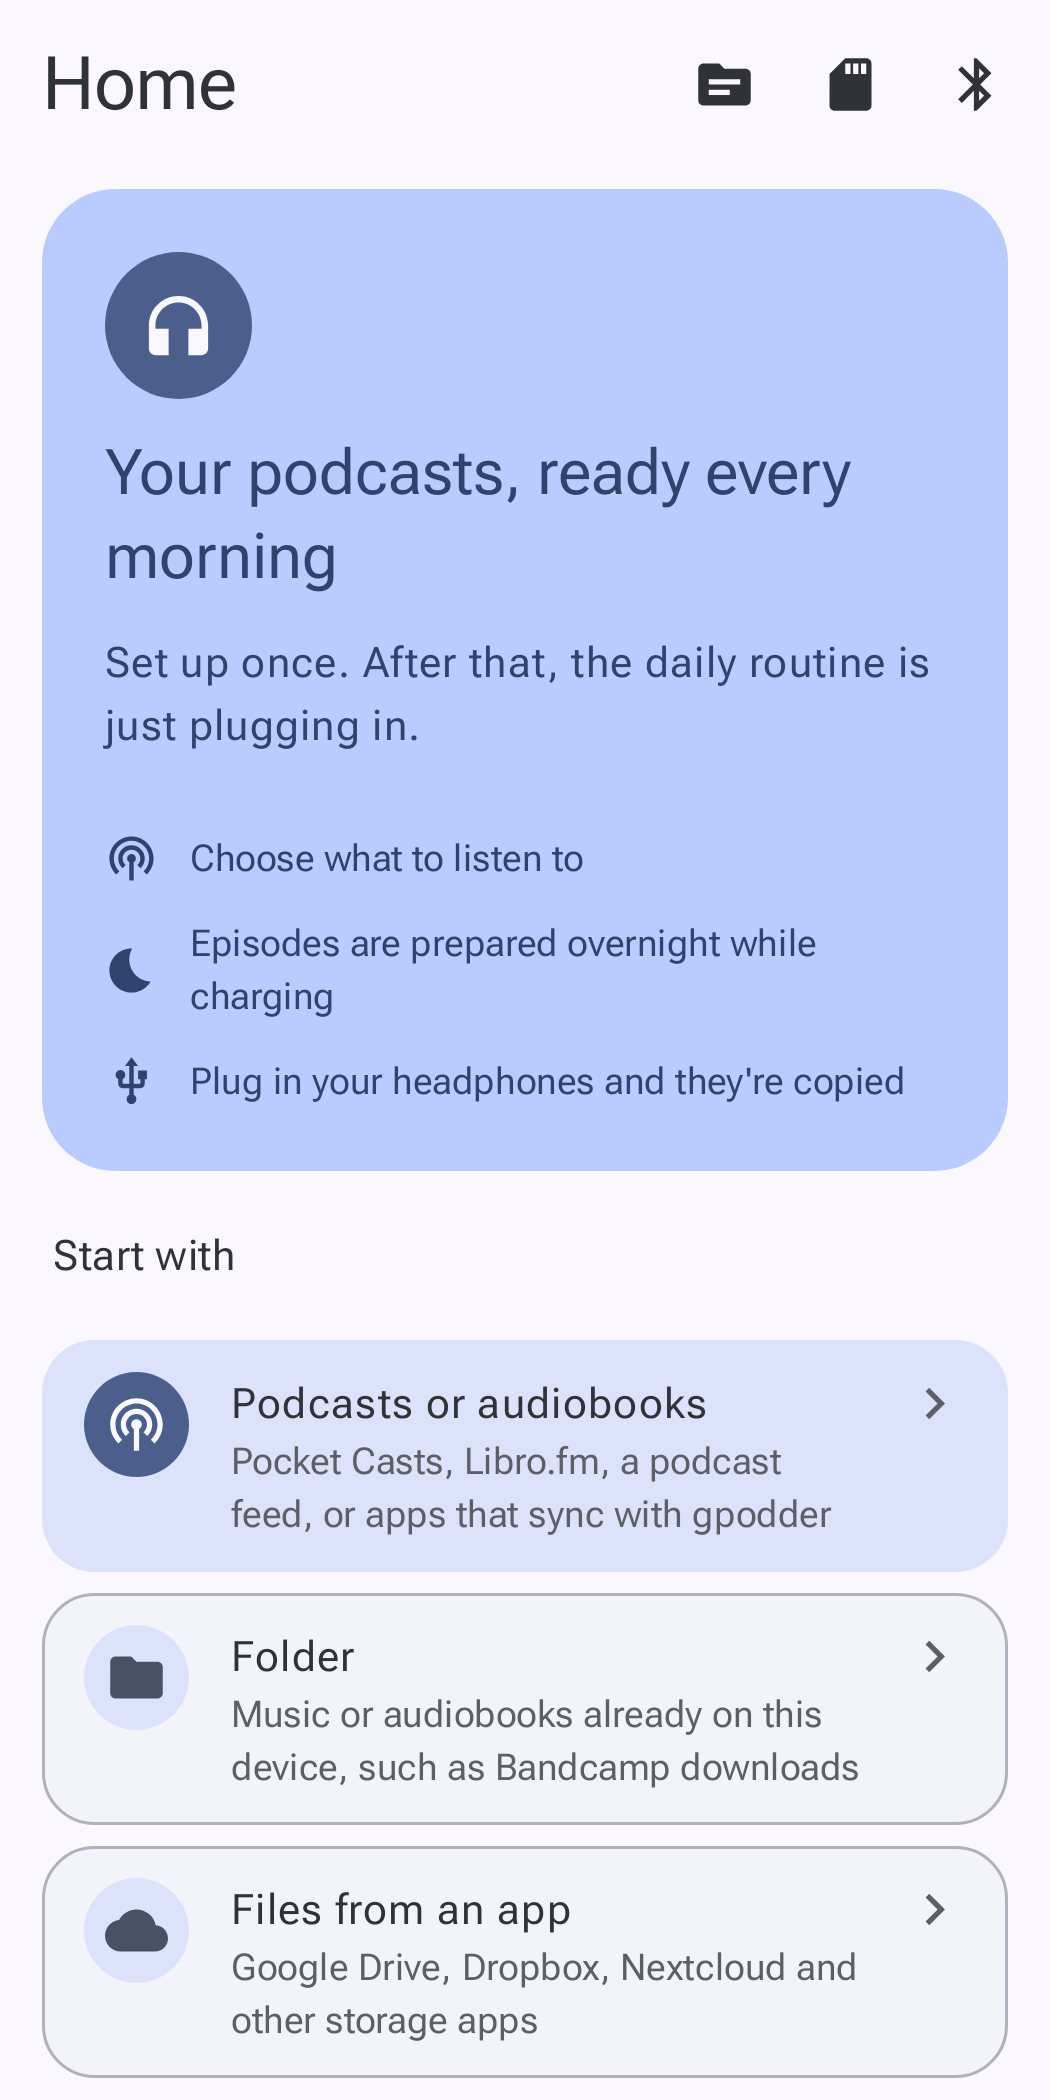 Home
Your podcasts, ready every
morning
Set up once. After that, the daily routine is
just plugging in.
Choose what to listen to
Episodes are prepared overnight while
charging
Plug in your headphones and they're copied
Start with
Podcasts or audiobooks
Pocket Casts, Libro.fm, a podcast
feed, or apps that sync with gpodder
Folder
Music or audiobooks already on this
device, such as Bandcamp downloads
Files from an app
Google Drive, Dropbox, Nextcloud and
other storage apps